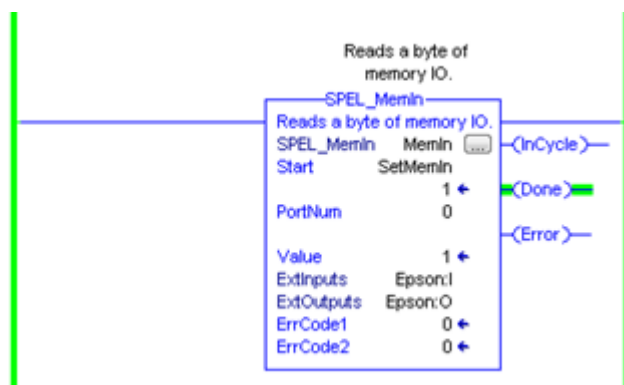 Reads a byte of
memory IO.
SPEL_MemIn
Reads a byte of memory IO.
SPEL_MemIn MemIn ...
(InCycle)
Start SetMemIn
1
(Done)
PortNum 0
(Error)
Value 1
ExtInputs Epson:I
ExtOutputs Epson:O
ErrCode1 0
ErrCode2 0